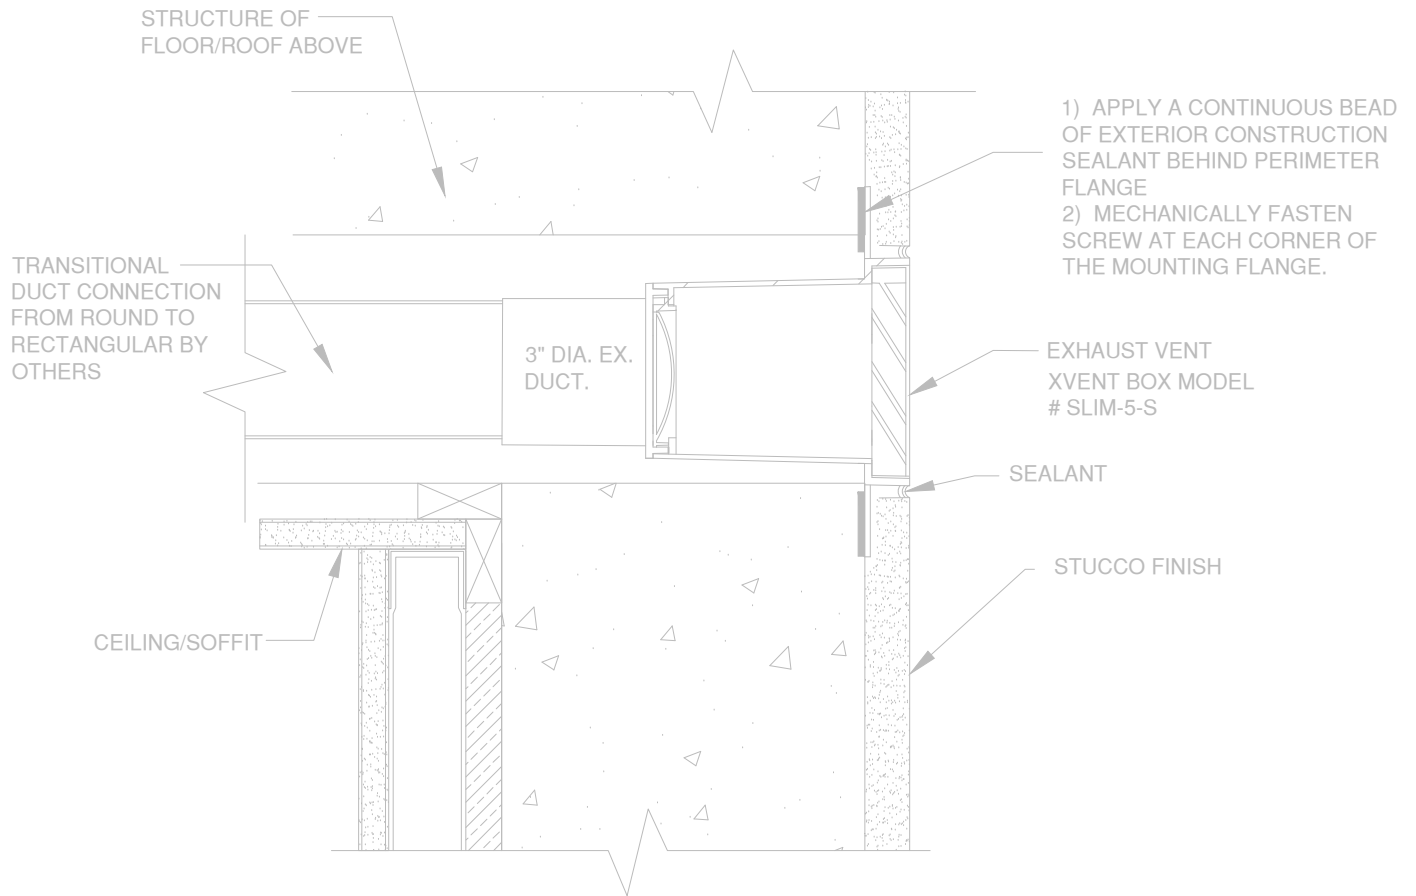 STRUCTURE OF
FLOOR/ROOF ABOVE
1) APPLY A CONTINUOUS BEAD
OF EXTERIOR CONSTRUCTION
SEALANT BEHIND PERIMETER
FLANGE
2) MECHANICALLY FASTEN
SCREW AT EACH CORNER OF
THE MOUNTING FLANGE.
TRANSITIONAL
DUCT CONNECTION
FROM ROUND TO
RECTANGULAR BY
OTHERS
3" DIA. EX.
DUCT.
EXHAUST VENT
XVENT BOX MODEL
# SLIM-5-S
SEALANT
STUCCO FINISH
CEILING/SOFFIT